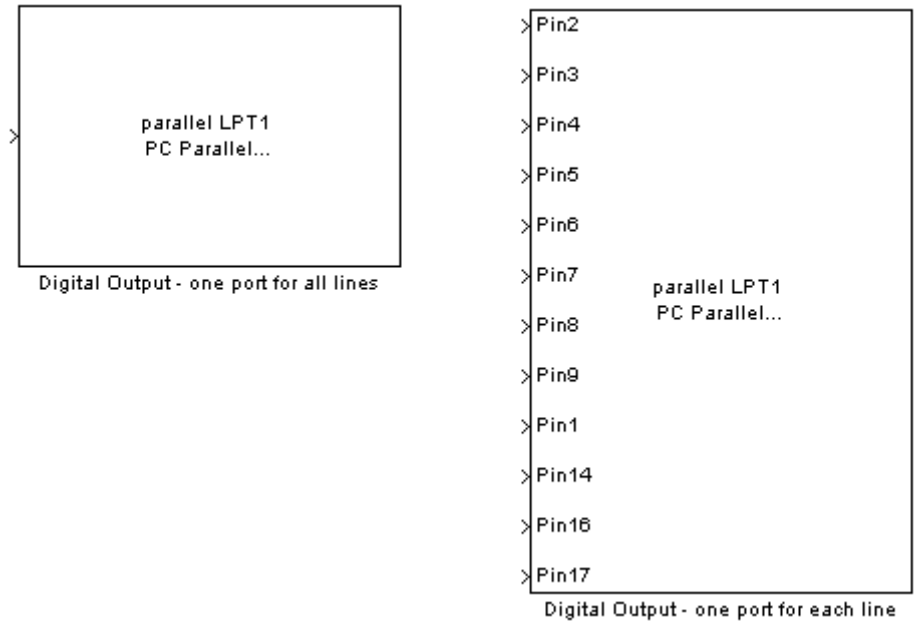 parallel LPT1
PC Parallel...
Digital Output - one port for all lines
Pin2
Pin3
Pin4
Pin5
Pin6
Pin7
Pin8
Pin9
Pin1
Pin14
Pin16
Pin17
parallel LPT1
PC Parallel...
Digital Output - one port for each line